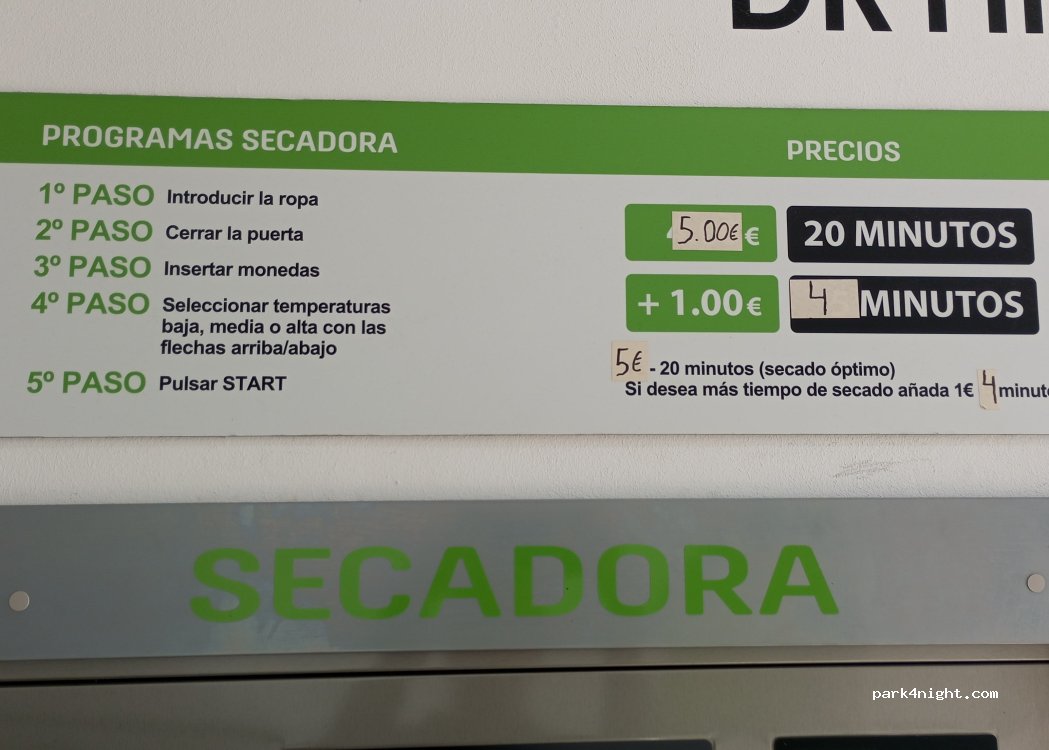 PROGRAMAS SECADORA
PRECIOS
1º PASO Introducir la ropa
2º PASO Cerrar la puerta
3º PASO Insertar monedas
4º PASO Seleccionar temperaturas
baja, media o alta con las
flechas arriba/abajo
5º PASO Pulsar START
5.00€ € 20 MINUTOS
+ 1.00€ 4 MINUTOS
5€ - 20 minutos (secado óptimo)
Si desea más tiempo de secado añada 1€ 4
SECADORA
park4night.com